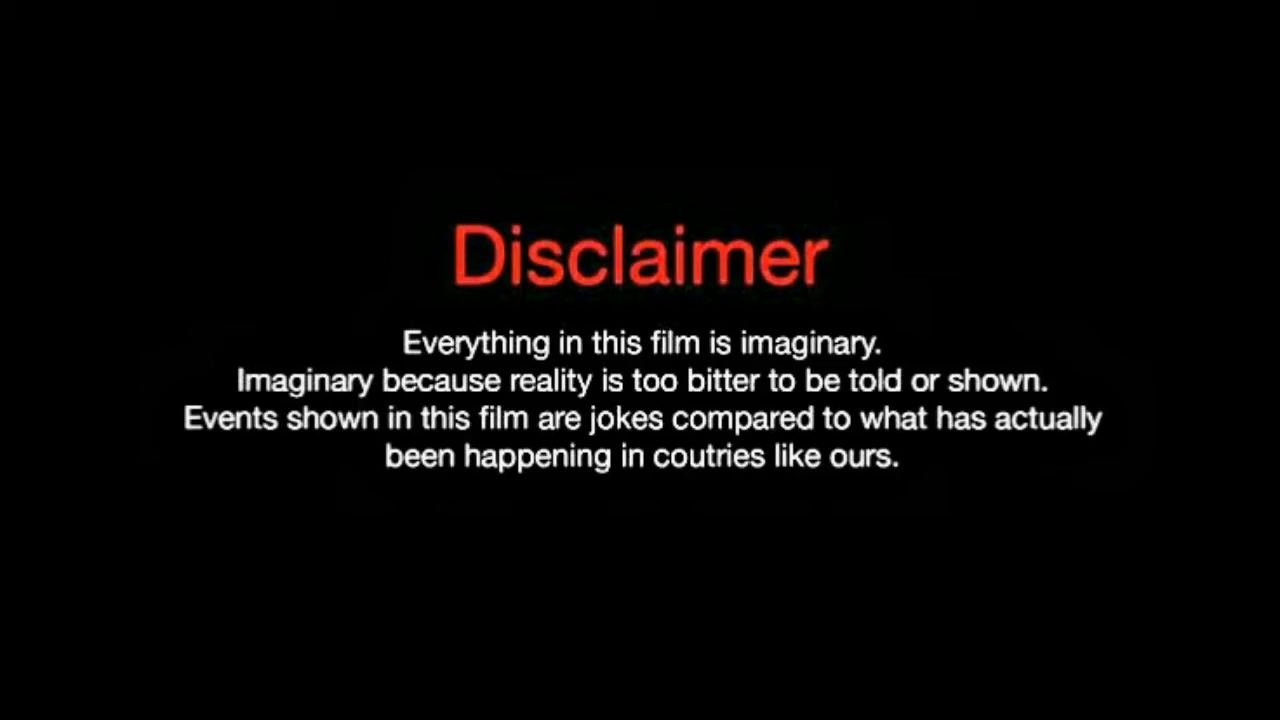 Disclaimer
Everything in this film is imaginary.
Imaginary because reality is too bitter to be told or shown.
Events shown in this film are jokes compared to what has actually
been happening in coutries like ours.